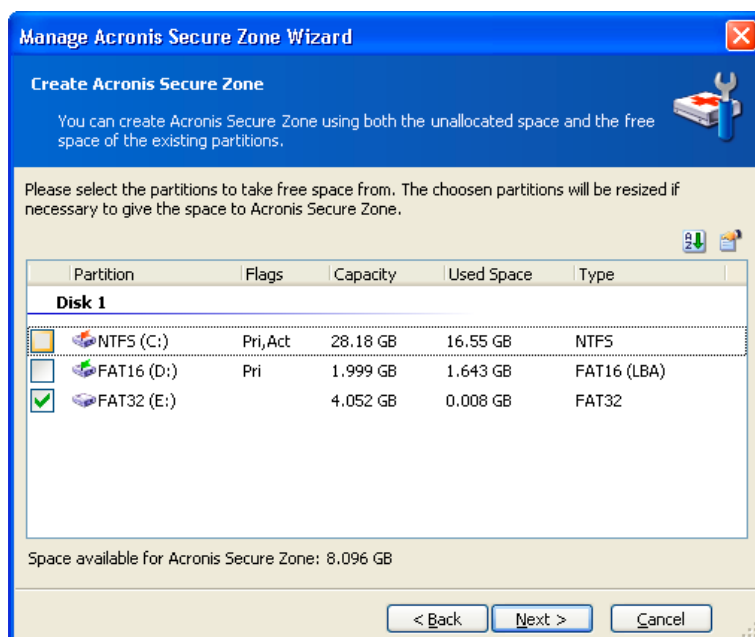 Manage Acronis Secure Zone Wizard
Create Acronis Secure Zone
You can create Acronis Secure Zone using both the unallocated space and the free
space of the existing partitions.
Please select the partitions to take free space from. The choosen partitions will be resized if
necessary to give the space to Acronis Secure Zone.
Partition Flags Capacity Used Space Type
Disk 1
NTFS (C:) Pri,Act 28.18 GB 16.55 GB NTFS
FAT16 (D:) Pri 1.999 GB 1.643 GB FAT16 (LBA)
FAT32 (E:) 4.052 GB 0.008 GB FAT32
Space available for Acronis Secure Zone: 8.096 GB
< Back Next > Cancel